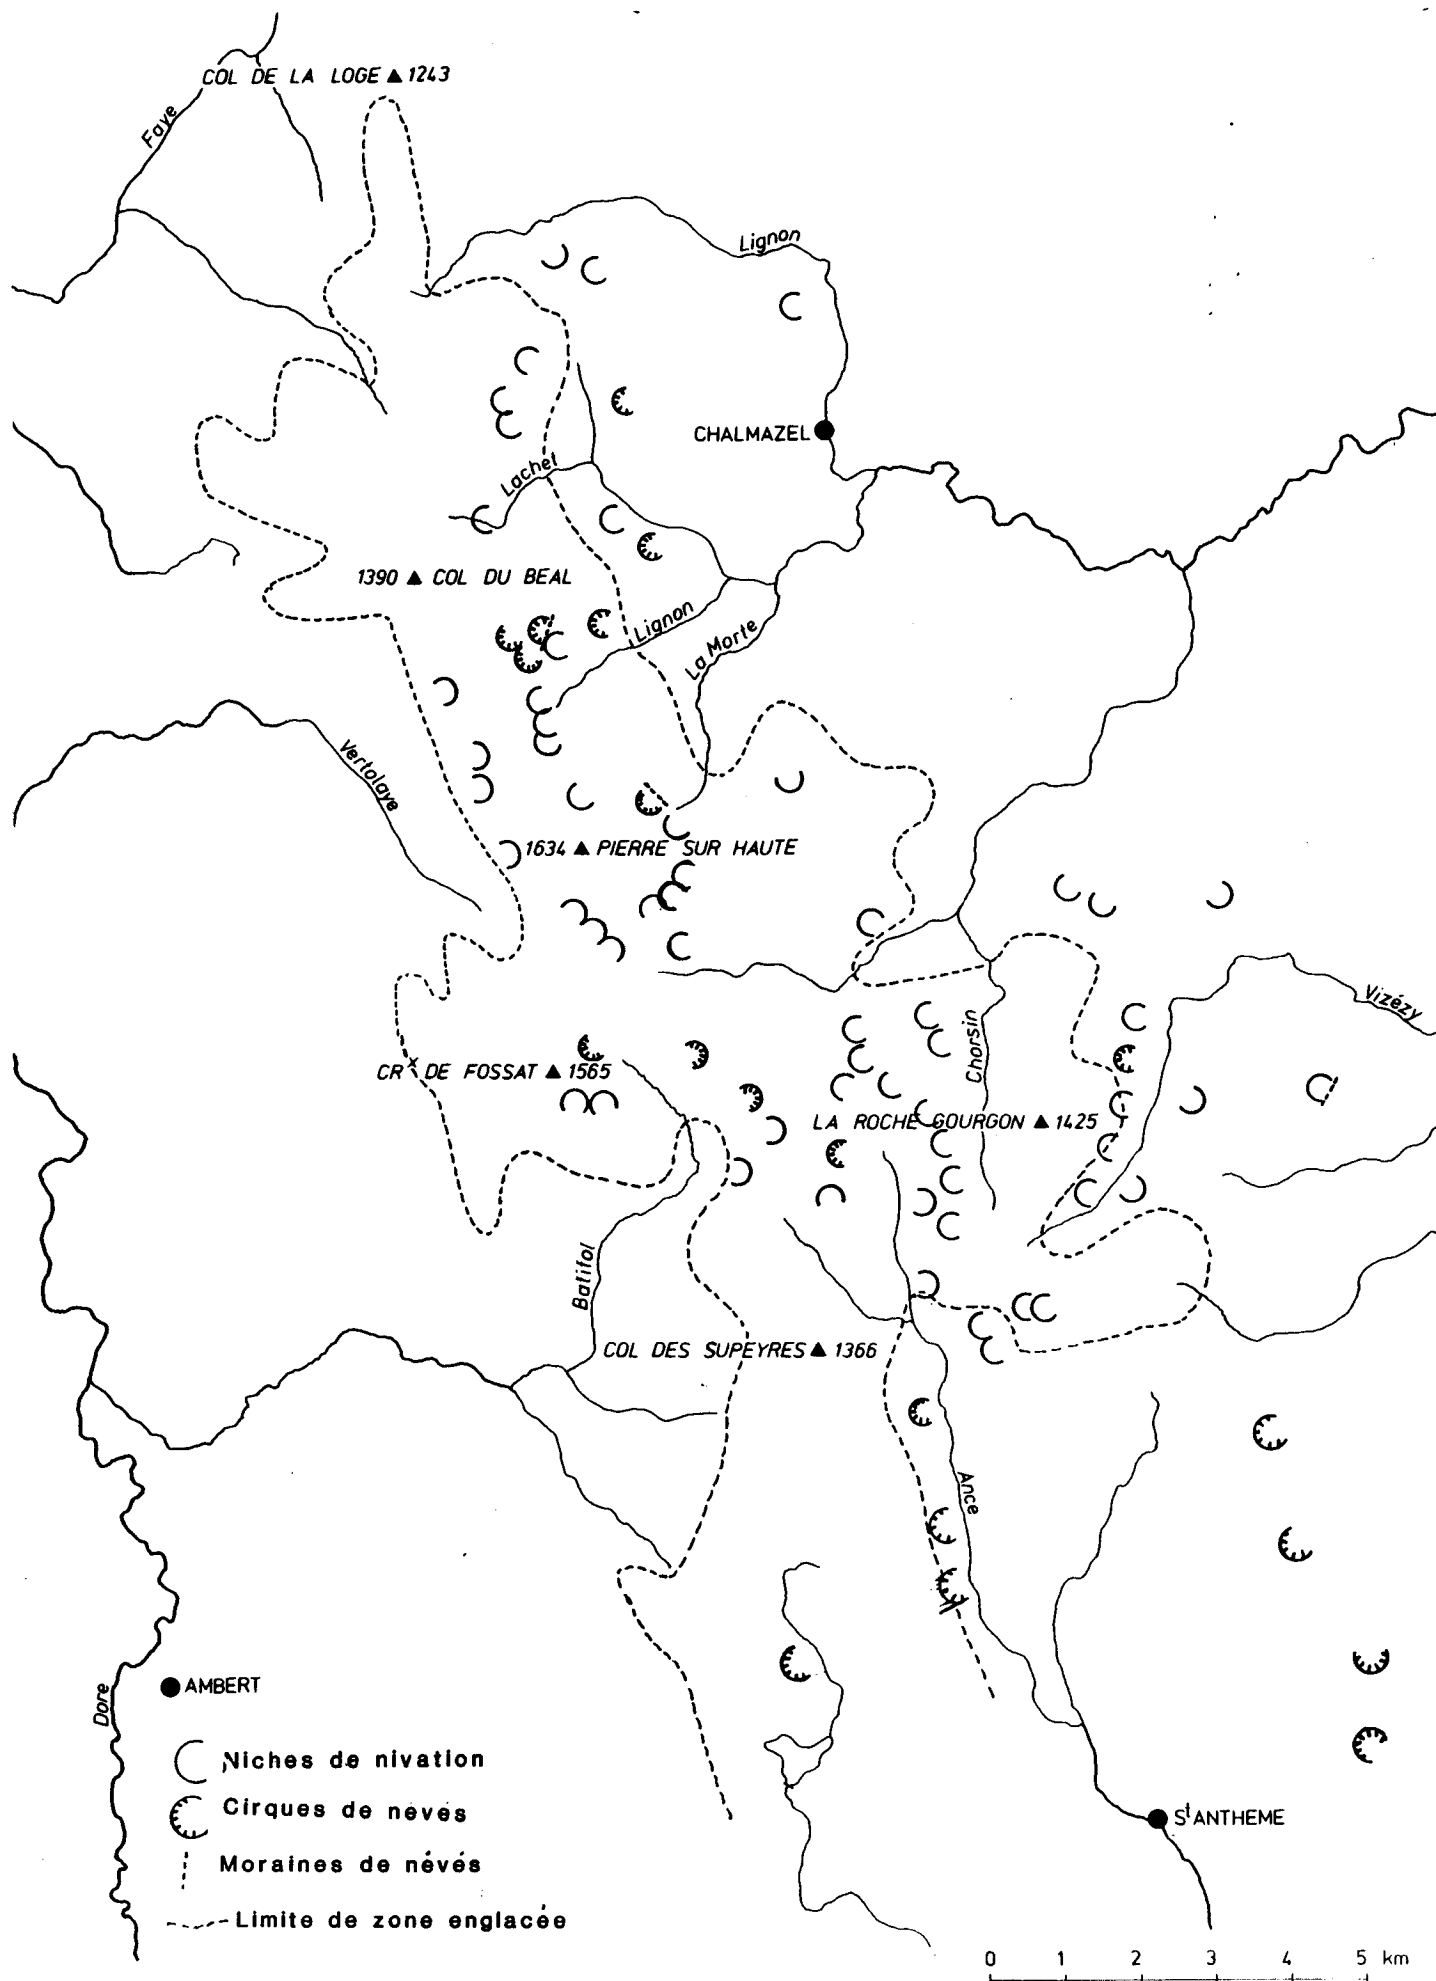 COL DE LA LOGE ▲ 1243
Faye
Lignon
CHALMAZEL
Lachet
1390 ▲ COL DU BEAL
Lignon
La Morte
Vertolaye
1634 ▲ PIERRE SUR HAUTE
Vizézy
Chorsin
CRˣ DE FOSSAT ▲ 1565
LA ROCHE GOURGON ▲ 1425
Batifol
COL DES SUPEYRES ▲ 1366
Ance
Dore
AMBERT
Niches de nivation
Cirques de névés
Moraines de névés
Limite de zone englacée
Sᵗ ANTHEME
0 1 2 3 4 5 km